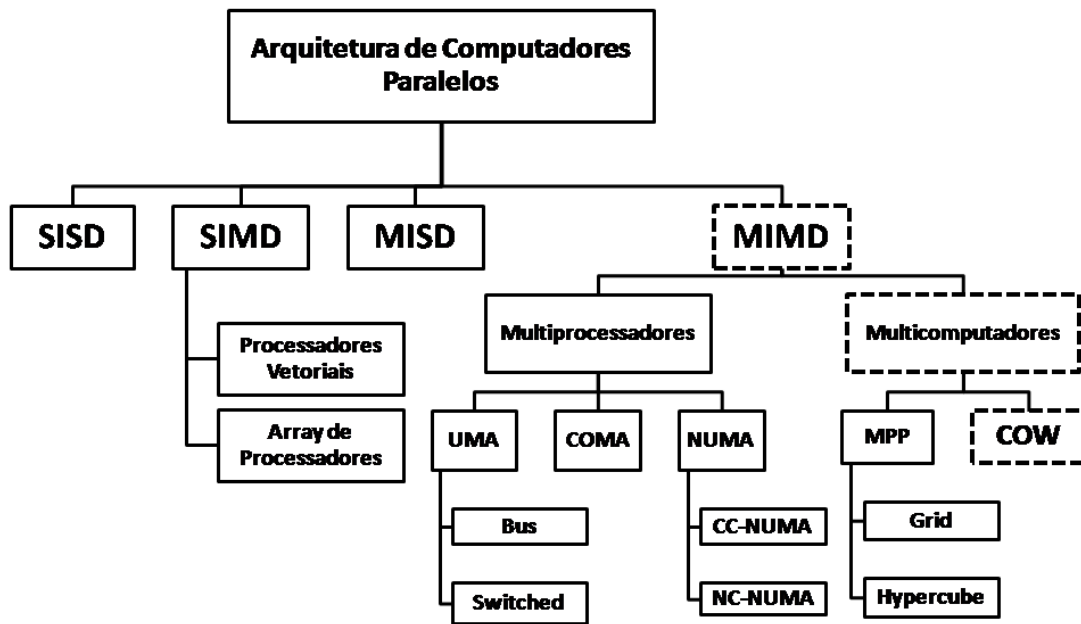 Arquitetura de Computadores
Paralelos
SISD
SIMD
MISD
MIMD
Processadores
Vetoriais
Array de
Processadores
Multiprocessadores
Multicomputadores
UMA
COMA
NUMA
MPP
COW
Bus
Switched
CC-NUMA
NC-NUMA
Grid
Hypercube